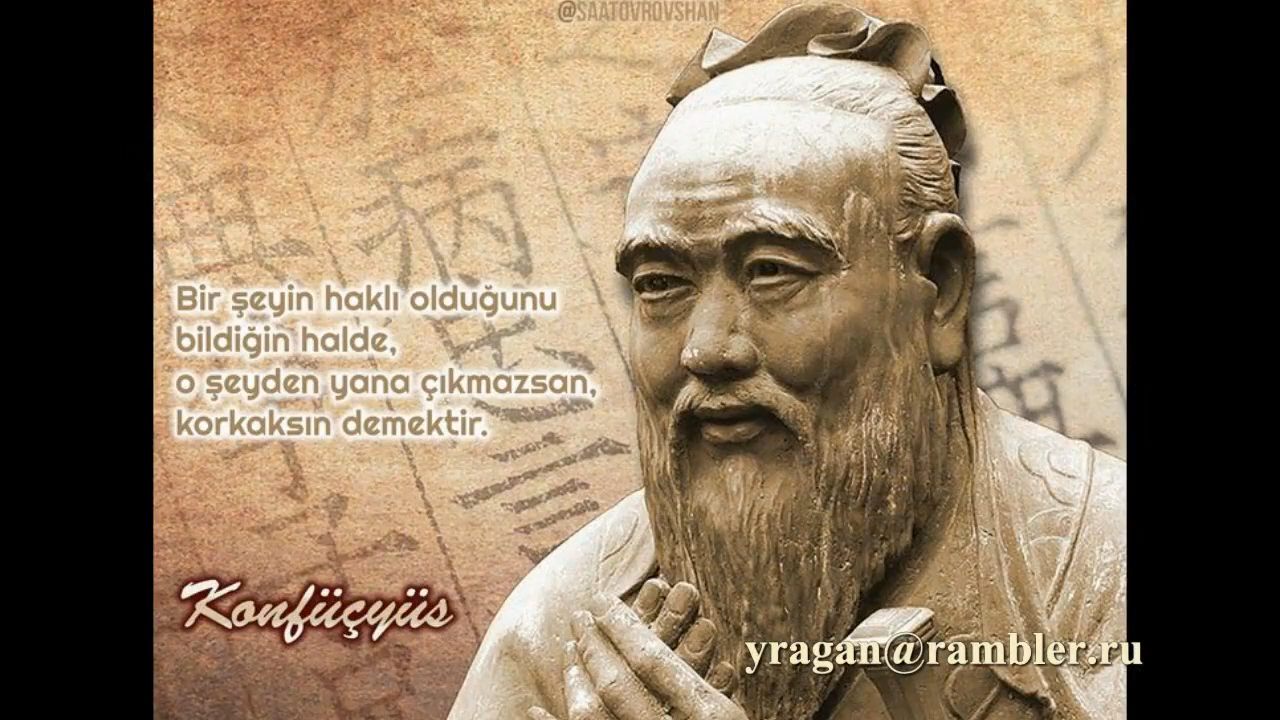 @SAATOVROVSHAN
Bir şeyin haklı olduğunu
bildiğin halde,
o şeyden yana çıkmazsan,
korkaksın demektir.
Konfüçyüs
yragan@rambler.ru